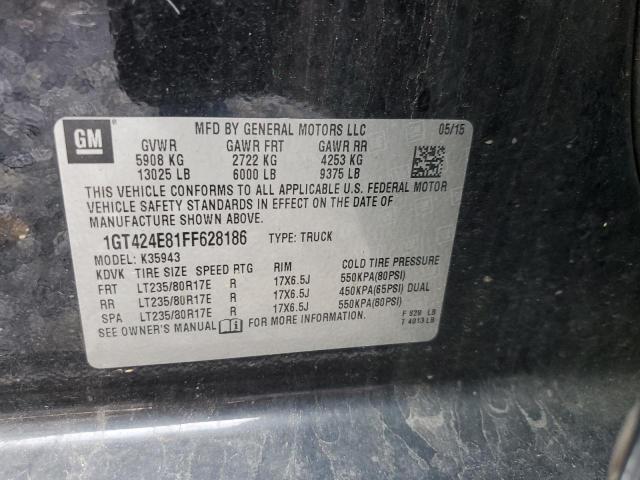 GM
MFD BY GENERAL MOTORS LLC 05/15
GVWR GAWR FRT GAWR RR
5908 KG 2722 KG 4253 KG
13025 LB 6000 LB 9375 LB
THIS VEHICLE CONFORMS TO ALL APPLICABLE U.S. FEDERAL MOTOR
VEHICLE SAFETY STANDARDS IN EFFECT ON THE DATE OF
MANUFACTURE SHOWN ABOVE.
1GT424E81FF628186 TYPE: TRUCK
MODEL: K35943
KDVK TIRE SIZE SPEED RTG RIM COLD TIRE PRESSURE
FRT LT235/80R17E R 17X6.5J 550KPA(80PSI)
RR LT235/80R17E R 17X6.5J 450KPA(65PSI) DUAL
SPA LT235/80R17E R 17X6.5J 550KPA(80PSI)
SEE OWNER'S MANUAL FOR MORE INFORMATION.
F 829 LB
T 4913 LB